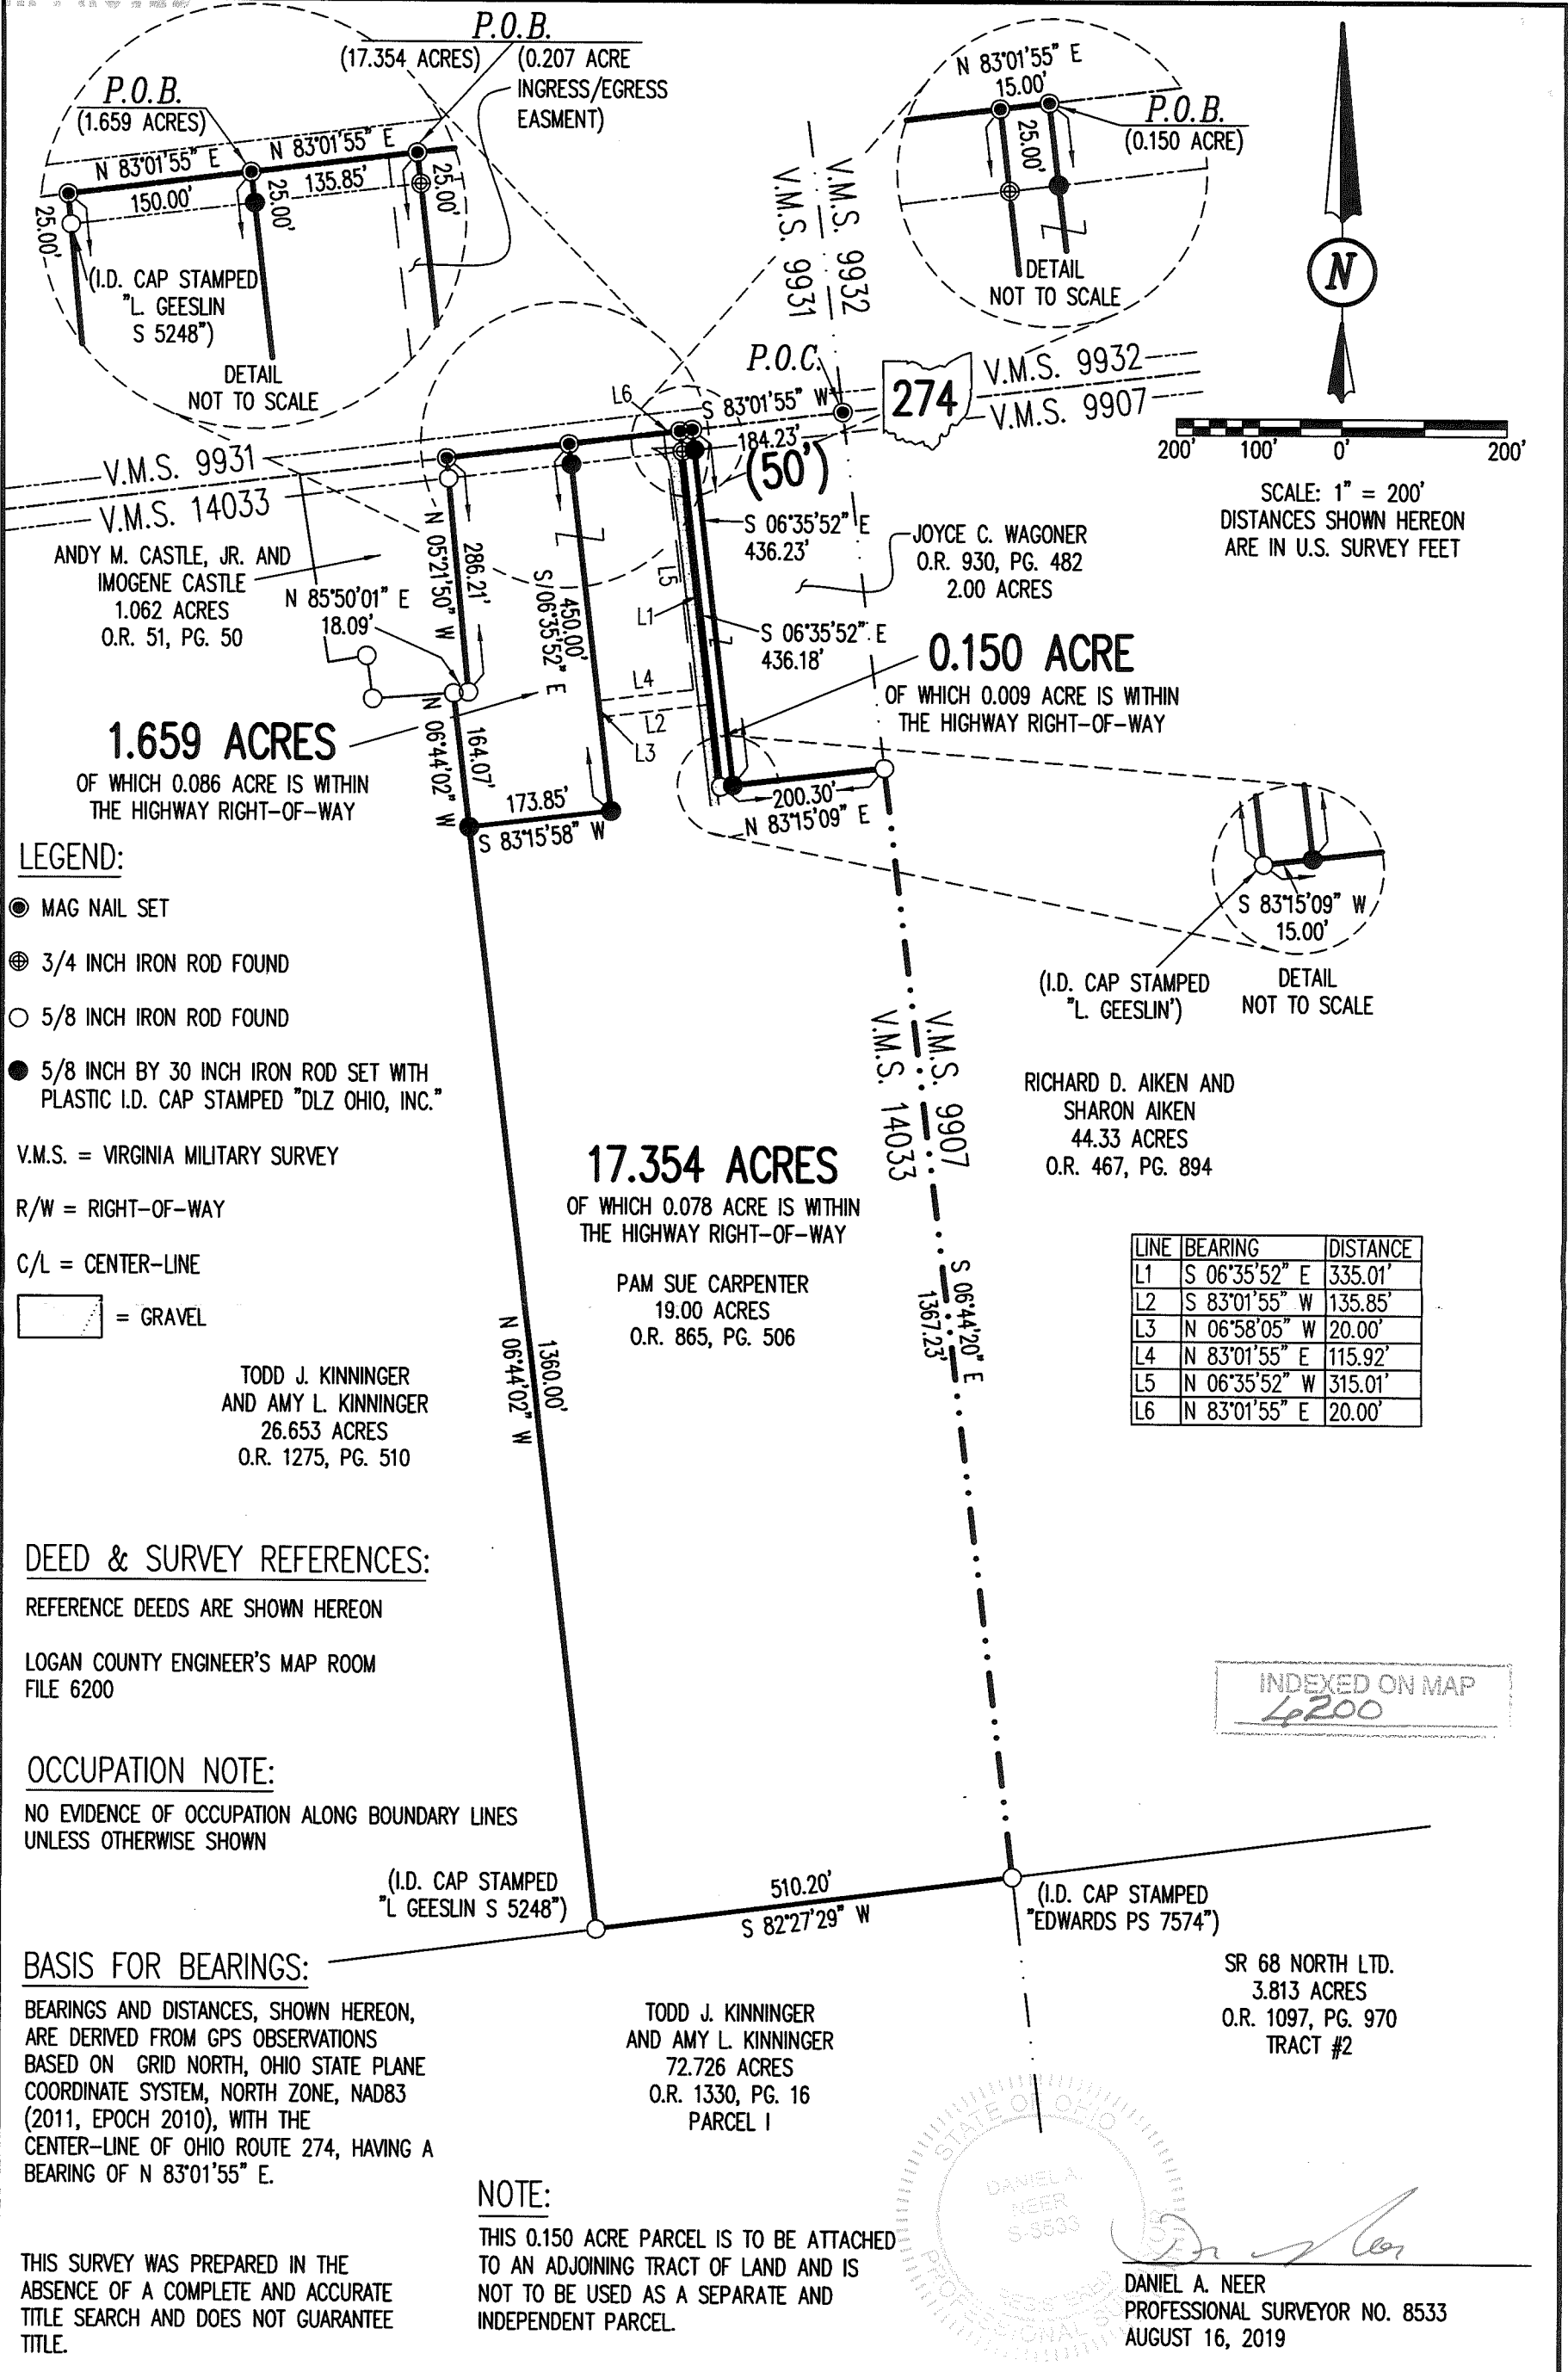 P.O.B.
(17.354 ACRES)
(0.207 ACRE
INGRESS/EGRESS
EASMENT)
P.O.B.
(1.659 ACRES)
N 83°01'55" E
150.00'
N 83°01'55" E
135.85'
25.00'
25.00'
25.00'
(I.D. CAP STAMPED
"L. GEESLIN
S 5248")
DETAIL
NOT TO SCALE
N 83°01'55" E
15.00'
25.00'
P.O.B.
(0.150 ACRE)
DETAIL
NOT TO SCALE
V.M.S. 9932
V.M.S. 9931
N
P.O.C.
274
V.M.S. 9932
V.M.S. 9907
L6
S 83°01'55" W
184.23'
(50')
200' 100' 0' 200'
SCALE: 1" = 200'
DISTANCES SHOWN HEREON
ARE IN U.S. SURVEY FEET
V.M.S. 9931
V.M.S. 14033
ANDY M. CASTLE, JR. AND
IMOGENE CASTLE
1.062 ACRES
O.R. 51, PG. 50
N 85°50'01" E
18.09'
N 05°21'50" W
286.21'
S 06°35'52" E
450.00'
L5
L1
L4
L2
L3
S 06°35'52" E
436.23'
JOYCE C. WAGONER
O.R. 930, PG. 482
2.00 ACRES
S 06°35'52" E
436.18'
0.150 ACRE
OF WHICH 0.009 ACRE IS WITHIN
THE HIGHWAY RIGHT-OF-WAY
1.659 ACRES
OF WHICH 0.086 ACRE IS WITHIN
THE HIGHWAY RIGHT-OF-WAY
N 06°44'02" W
164.07'
173.85'
S 83°15'58" W
200.30'
N 83°15'09" E
S 83°15'09" W
15.00'
(I.D. CAP STAMPED
"L. GEESLIN')
DETAIL
NOT TO SCALE
LEGEND:
MAG NAIL SET
3/4 INCH IRON ROD FOUND
5/8 INCH IRON ROD FOUND
5/8 INCH BY 30 INCH IRON ROD SET WITH
PLASTIC I.D. CAP STAMPED "DLZ OHIO, INC."
V.M.S. = VIRGINIA MILITARY SURVEY
R/W = RIGHT-OF-WAY
C/L = CENTER-LINE
= GRAVEL
V.M.S. 9907
V.M.S. 14033
RICHARD D. AIKEN AND
SHARON AIKEN
44.33 ACRES
O.R. 467, PG. 894
17.354 ACRES
OF WHICH 0.078 ACRE IS WITHIN
THE HIGHWAY RIGHT-OF-WAY
PAM SUE CARPENTER
19.00 ACRES
O.R. 865, PG. 506
S 06°44'20" E
1367.23'
LINE BEARING DISTANCE
L1 S 06°35'52" E 335.01'
L2 S 83°01'55" W 135.85'
L3 N 06°58'05" W 20.00'
L4 N 83°01'55" E 115.92'
L5 N 06°35'52" W 315.01'
L6 N 83°01'55" E 20.00'
1360.00'
N 06°44'02" W
TODD J. KINNINGER
AND AMY L. KINNINGER
26.653 ACRES
O.R. 1275, PG. 510
DEED & SURVEY REFERENCES:
REFERENCE DEEDS ARE SHOWN HEREON
LOGAN COUNTY ENGINEER'S MAP ROOM
FILE 6200
INDEXED ON MAP
6200
OCCUPATION NOTE:
NO EVIDENCE OF OCCUPATION ALONG BOUNDARY LINES
UNLESS OTHERWISE SHOWN
(I.D. CAP STAMPED
"L GEESLIN S 5248")
510.20'
S 82°27'29" W
(I.D. CAP STAMPED
"EDWARDS PS 7574")
BASIS FOR BEARINGS:
BEARINGS AND DISTANCES, SHOWN HEREON,
ARE DERIVED FROM GPS OBSERVATIONS
BASED ON GRID NORTH, OHIO STATE PLANE
COORDINATE SYSTEM, NORTH ZONE, NAD83
(2011, EPOCH 2010), WITH THE
CENTER-LINE OF OHIO ROUTE 274, HAVING A
BEARING OF N 83°01'55" E.
TODD J. KINNINGER
AND AMY L. KINNINGER
72.726 ACRES
O.R. 1330, PG. 16
PARCEL I
SR 68 NORTH LTD.
3.813 ACRES
O.R. 1097, PG. 970
TRACT #2
THIS SURVEY WAS PREPARED IN THE
ABSENCE OF A COMPLETE AND ACCURATE
TITLE SEARCH AND DOES NOT GUARANTEE
TITLE.
NOTE:
THIS 0.150 ACRE PARCEL IS TO BE ATTACHED
TO AN ADJOINING TRACT OF LAND AND IS
NOT TO BE USED AS A SEPARATE AND
INDEPENDENT PARCEL.
STATE OF OHIO
DANIEL A.
NEER
S-8533
PROFESSIONAL
DANIEL A. NEER
PROFESSIONAL SURVEYOR NO. 8533
AUGUST 16, 2019